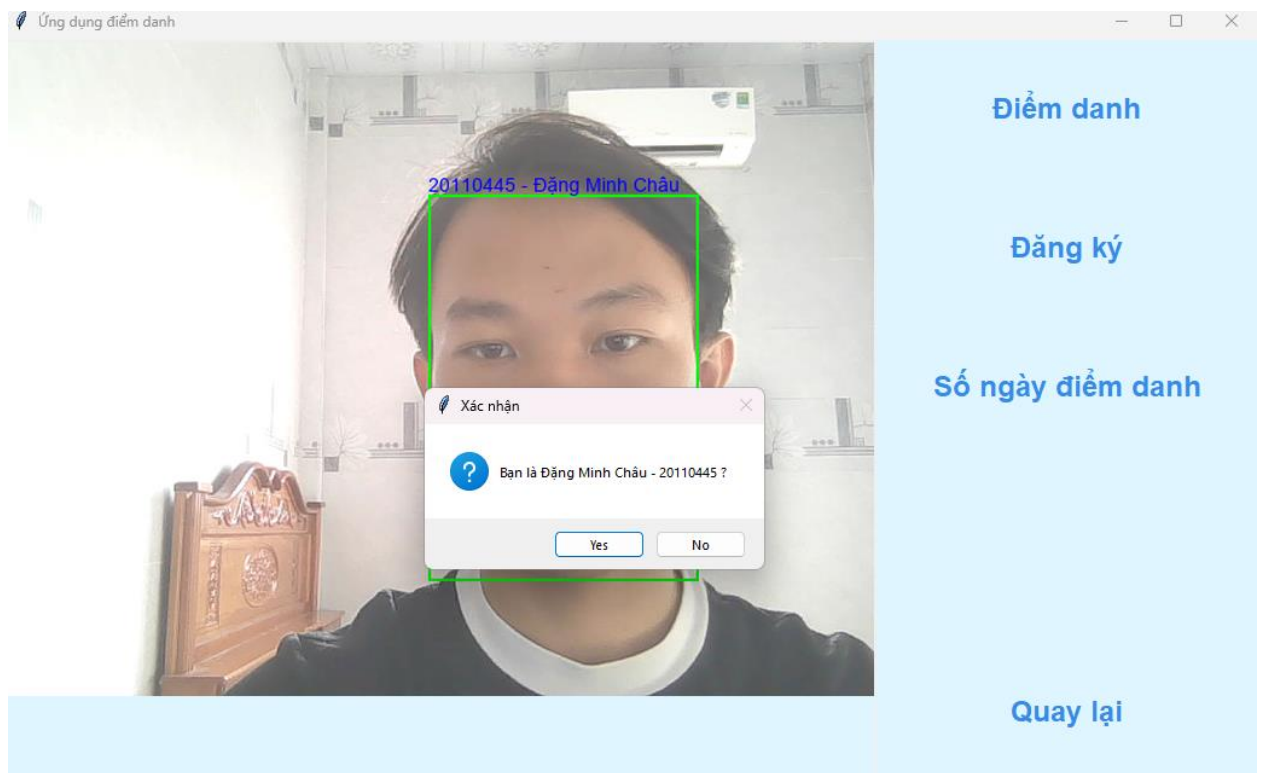 Ứng dụng điểm danh
Điểm danh
20110445 - Đặng Minh Châu
Đăng ký
Số ngày điểm danh
Xác nhận
Bạn là Đặng Minh Châu - 20110445 ?
Yes
No
Quay lại